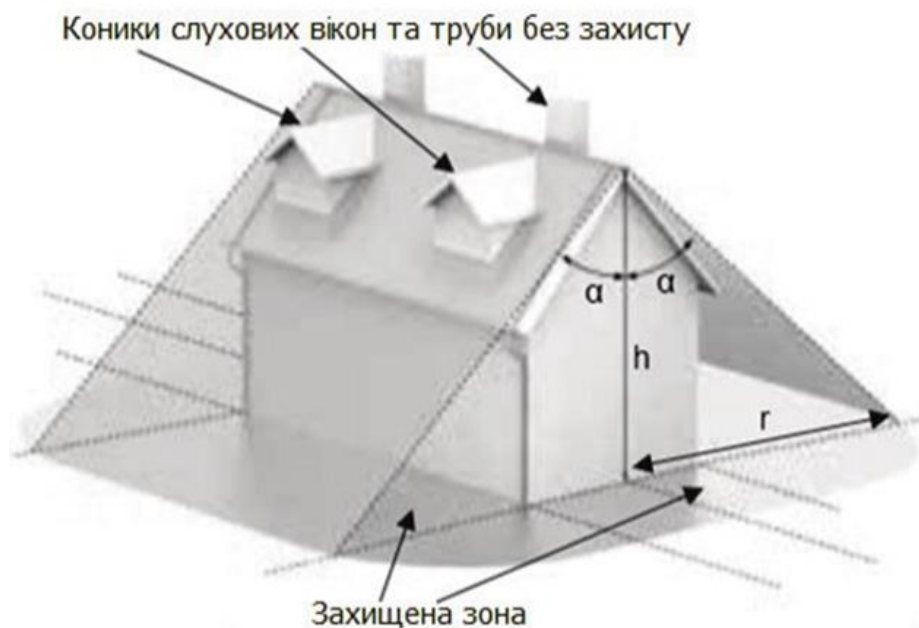 Коники слухових вікон та труби без захисту
α α
h
r
Захищена зона